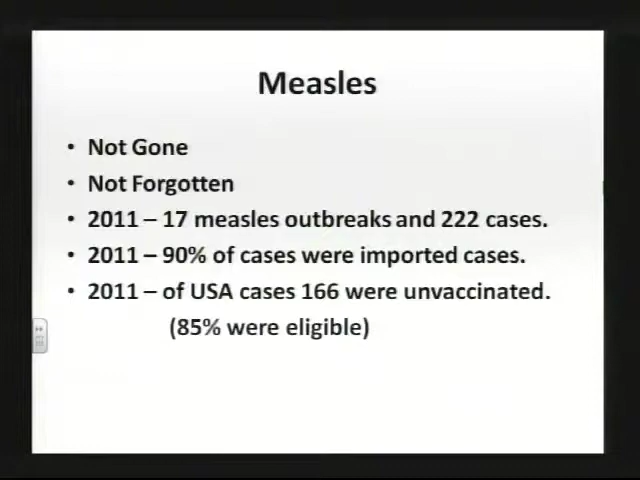 Measles
• Not Gone
• Not Forgotten
• 2011 – 17 measles outbreaks and 222 cases.
• 2011 – 90% of cases were imported cases.
• 2011 – of USA cases 166 were unvaccinated.
(85% were eligible)